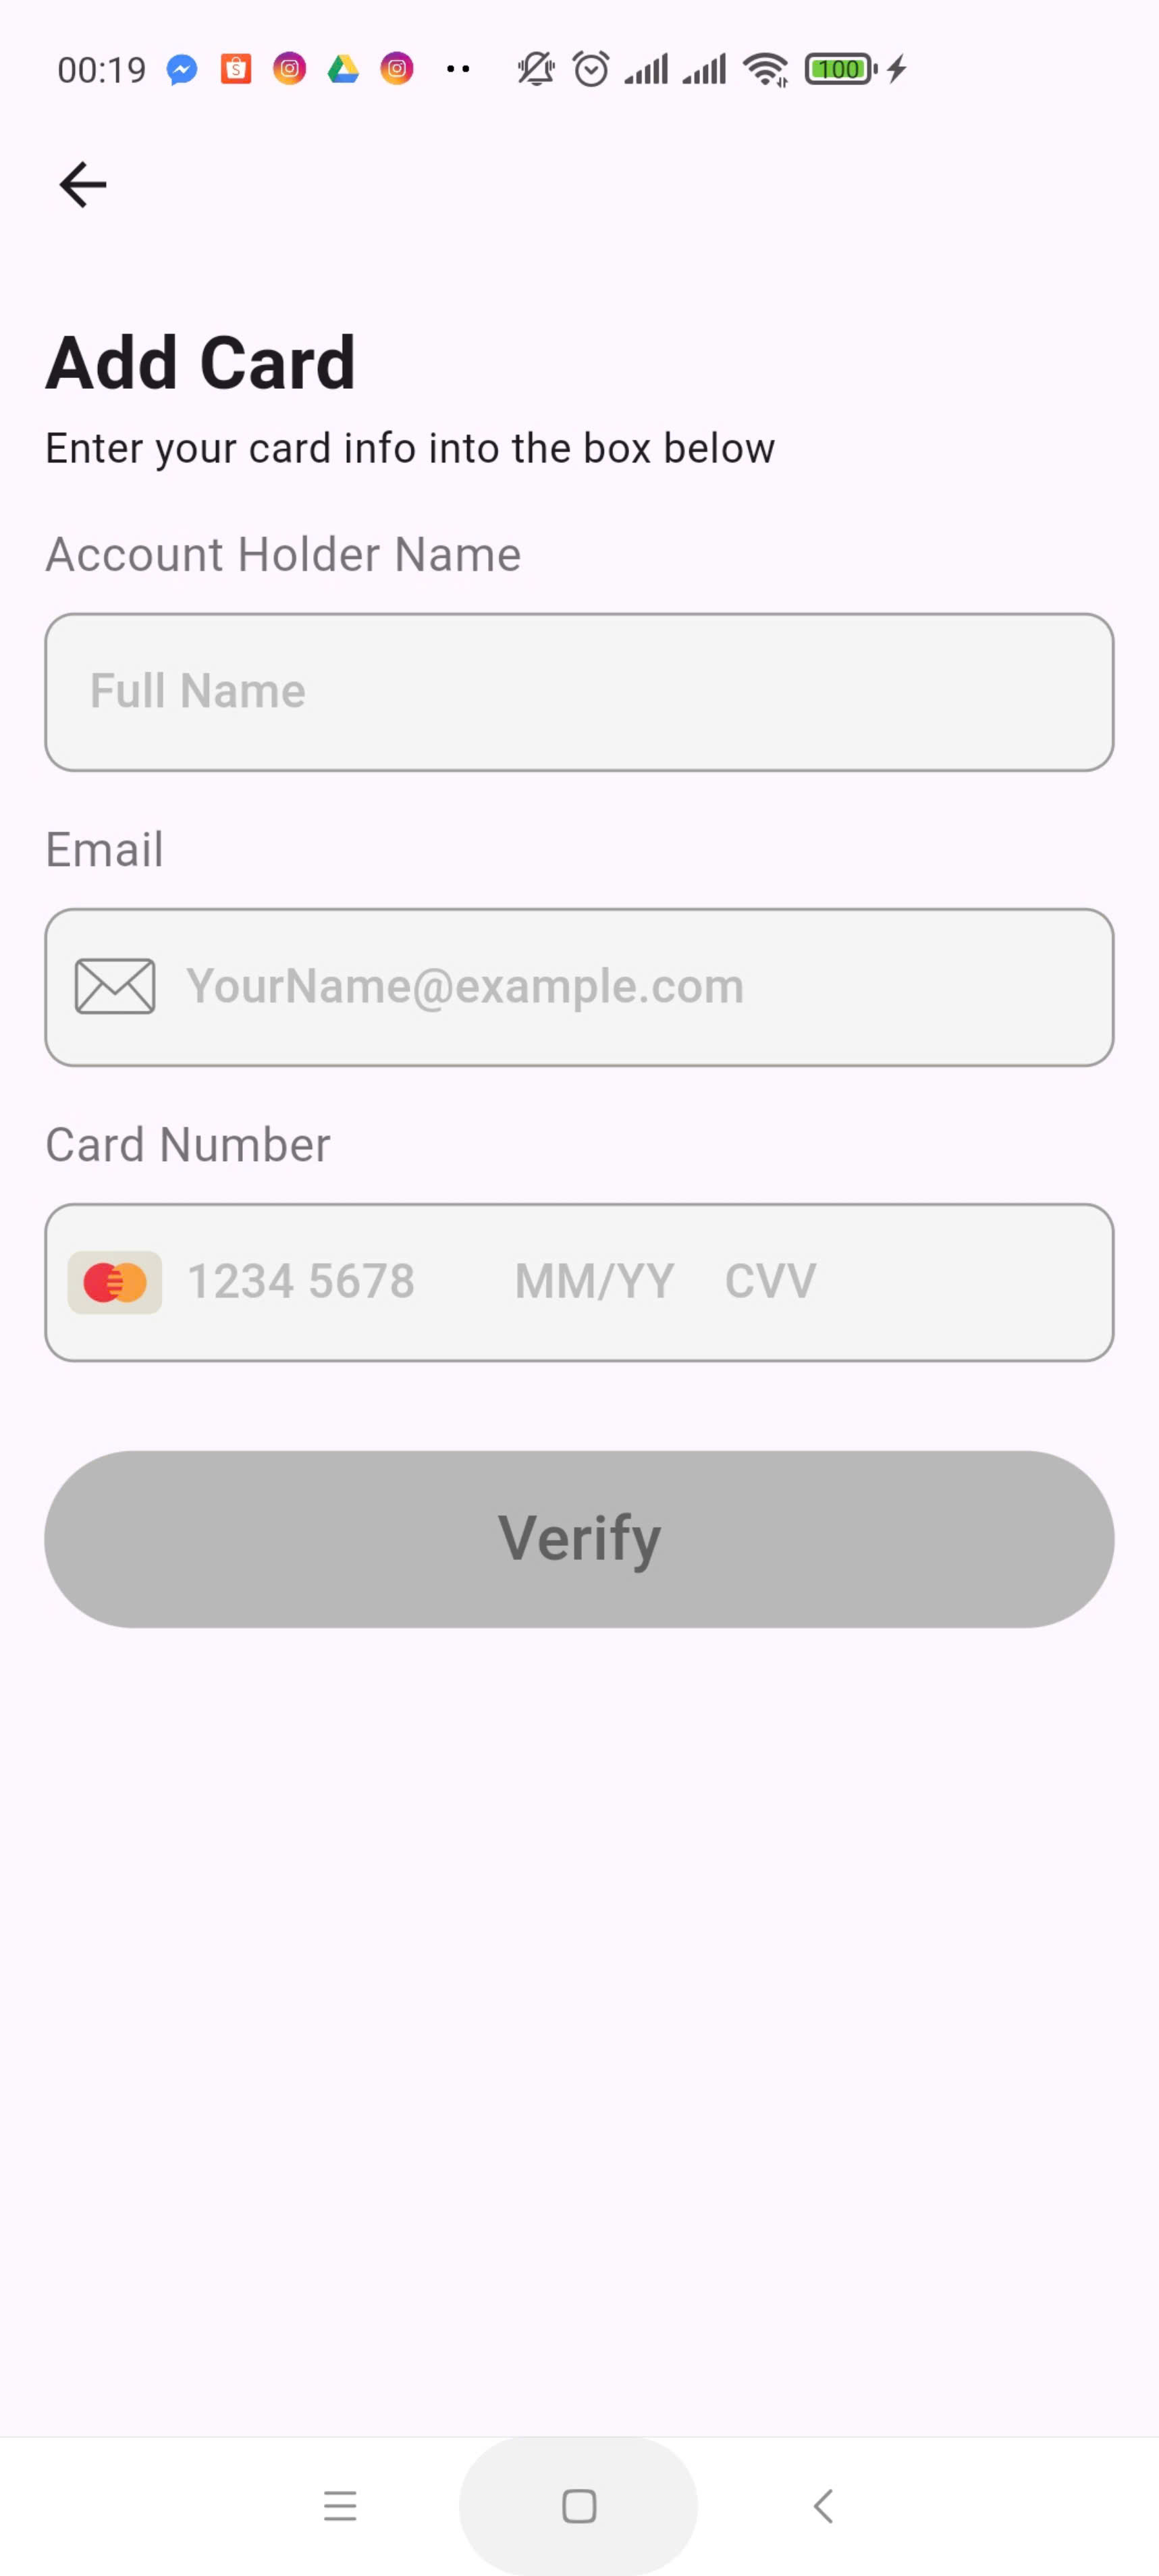 00:19 100
Add Card
Enter your card info into the box below
Account Holder Name
Full Name
Email
YourName@example.com
Card Number
1234 5678 MM/YY CVV
Verify